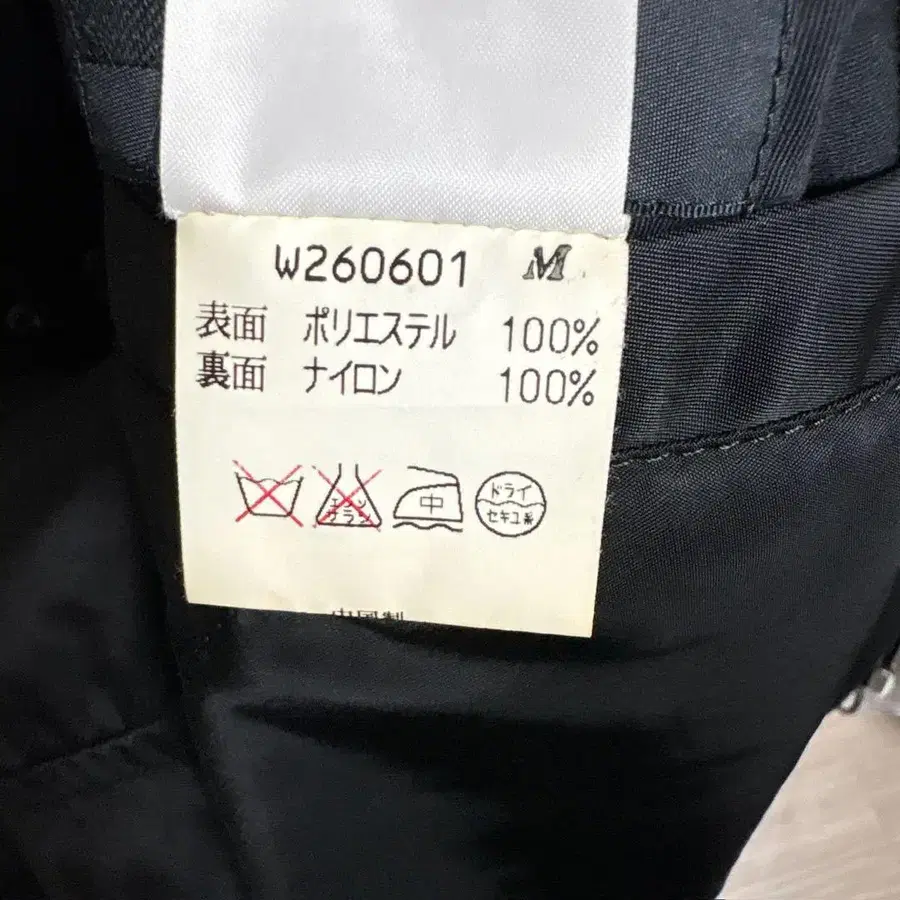 W260601 M
表面 ポリエステル 100%
裏面 ナイロン 100%
エンソ サラシ 中 ドライ セキユ系
中国製